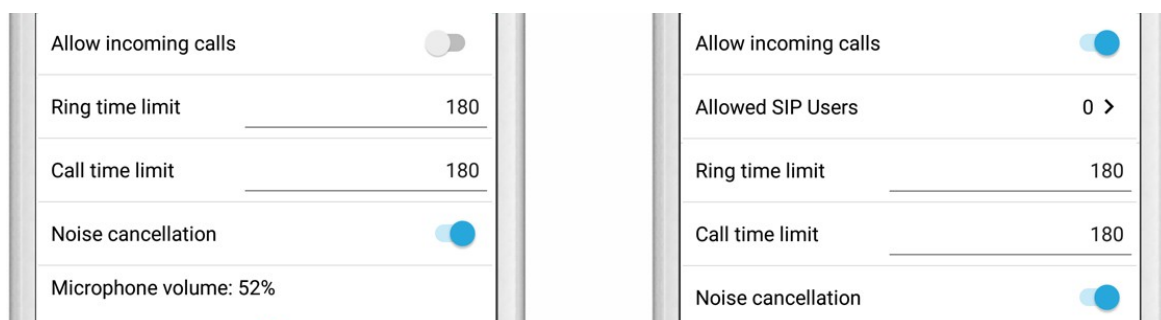 Allow incoming calls
Ring time limit 180
Call time limit 180
Noise cancellation
Microphone volume: 52%
Allow incoming calls
Allowed SIP Users 0 >
Ring time limit 180
Call time limit 180
Noise cancellation